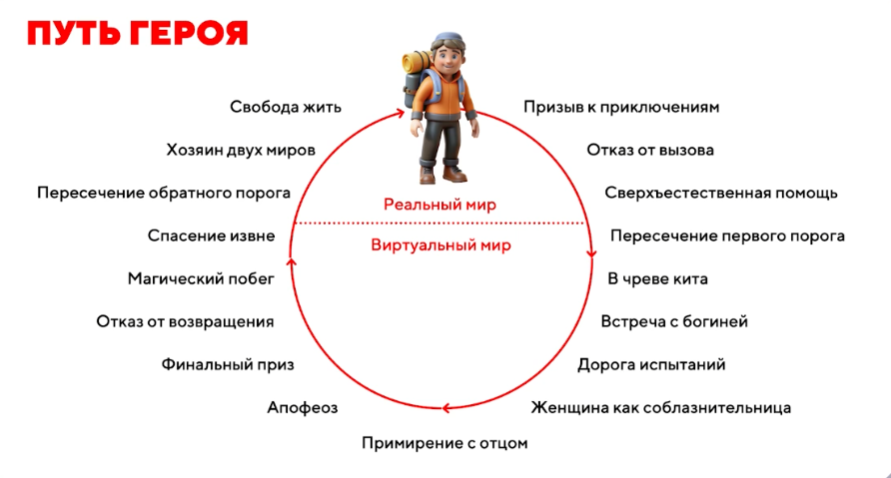 ПУТЬ ГЕРОЯ
Призыв к приключениям
Отказ от вызова
Сверхъестественная помощь
Пересечение первого порога
В чреве кита
Встреча с богиней
Дорога испытаний
Женщина как соблазнительница
Примирение с отцом
Апофеоз
Финальный приз
Отказ от возвращения
Магический побег
Спасение извне
Пересечение обратного порога
Хозяин двух миров
Свобода жить
Реальный мир
Виртуальный мир